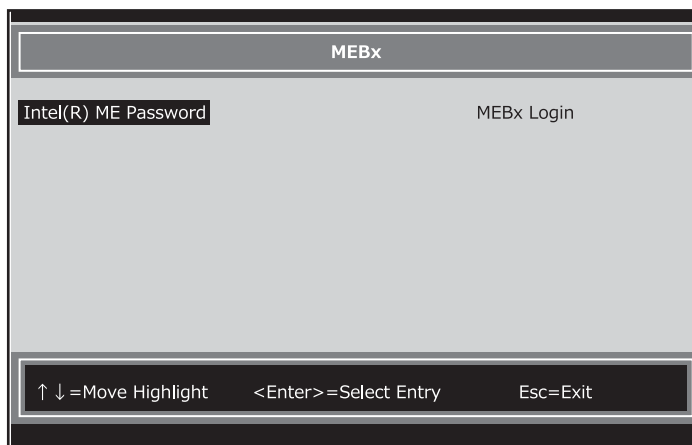 MEBx
Intel(R) ME Password MEBx Login
↑↓=Move Highlight <Enter>=Select Entry Esc=Exit